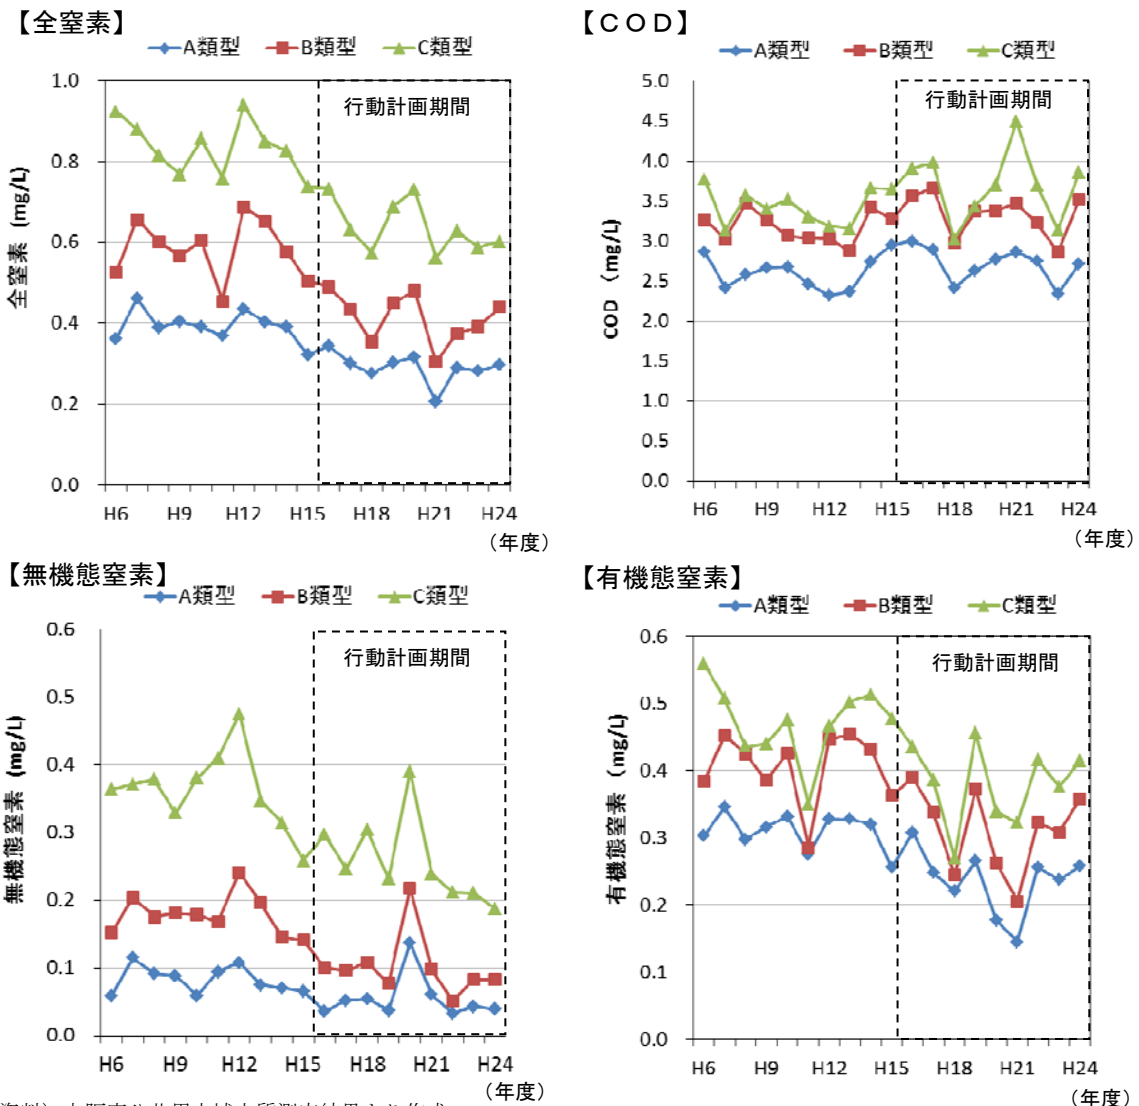 【全窒素】
A類型 B類型 C類型
行動計画期間
全窒素 (mg/L)
1.0
0.8
0.6
0.4
0.2
0.0
H6 H9 H12 H15 H18 H21 H24
（年度）
【ＣＯＤ】
A類型 B類型 C類型
行動計画期間
COD （mg/L）
5.0
4.5
4.0
3.5
3.0
2.5
2.0
1.5
1.0
0.5
0.0
H6 H9 H12 H15 H18 H21 H24
（年度）
【無機態窒素】
A類型 B類型 C類型
行動計画期間
無機態窒素 (mg/L)
0.6
0.5
0.4
0.3
0.2
0.1
0.0
H6 H9 H12 H15 H18 H21 H24
（年度）
【有機態窒素】
A類型 B類型 C類型
行動計画期間
有機態窒素 （mg/L)
0.6
0.5
0.4
0.3
0.2
0.1
0.0
H6 H9 H12 H15 H18 H21 H24
（年度）